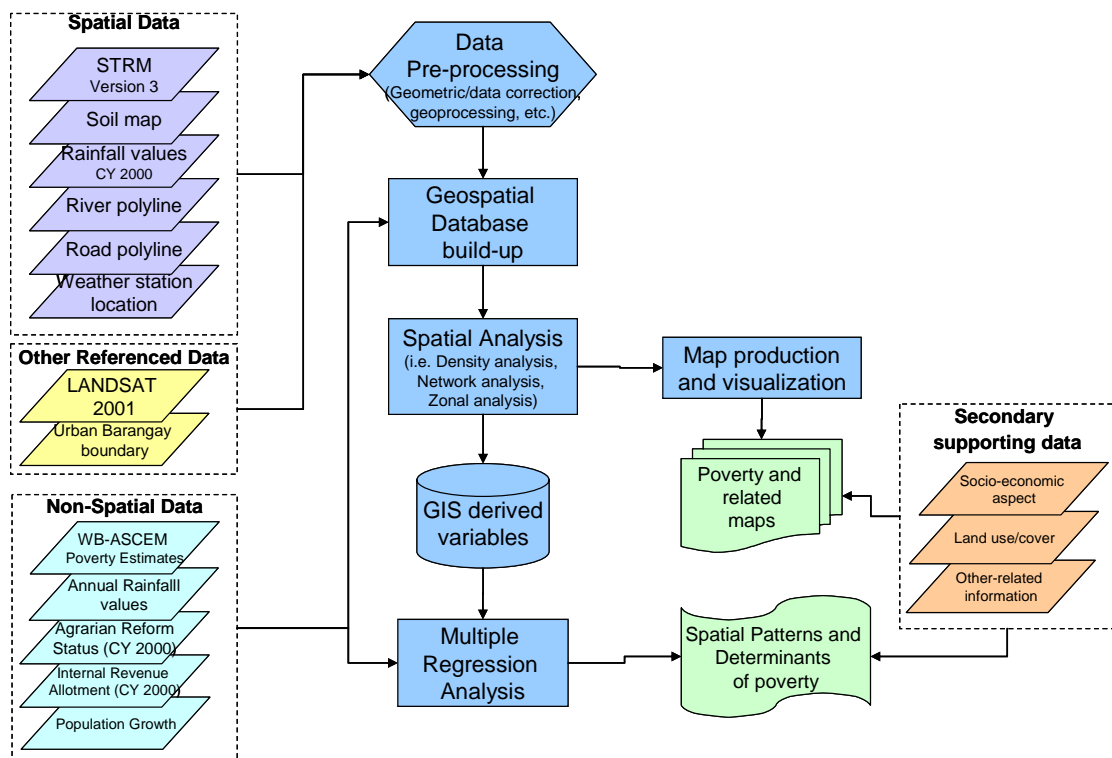 Spatial Data
STRM
Version 3
Soil map
Rainfall values
CY 2000
River polyline
Road polyline
Weather station
location
Other Referenced Data
LANDSAT
2001
Urban Barangay
boundary
Non-Spatial Data
WB-ASCEM
Poverty Estimates
Annual Rainfalll
values
Agrarian Reform
Status (CY 2000)
Internal Revenue
Allotment (CY 2000)
Population Growth
Data
Pre-processing
(Geometric/data correction,
geoprocessing, etc.)
Geospatial
Database
build-up
Spatial Analysis
(i.e. Density analysis,
Network analysis,
Zonal analysis)
GIS derived
variables
Multiple
Regression
Analysis
Map production
and visualization
Poverty and
related
maps
Spatial Patterns and
Determinants
of poverty
Secondary
supporting data
Socio-economic
aspect
Land use/cover
Other-related
information